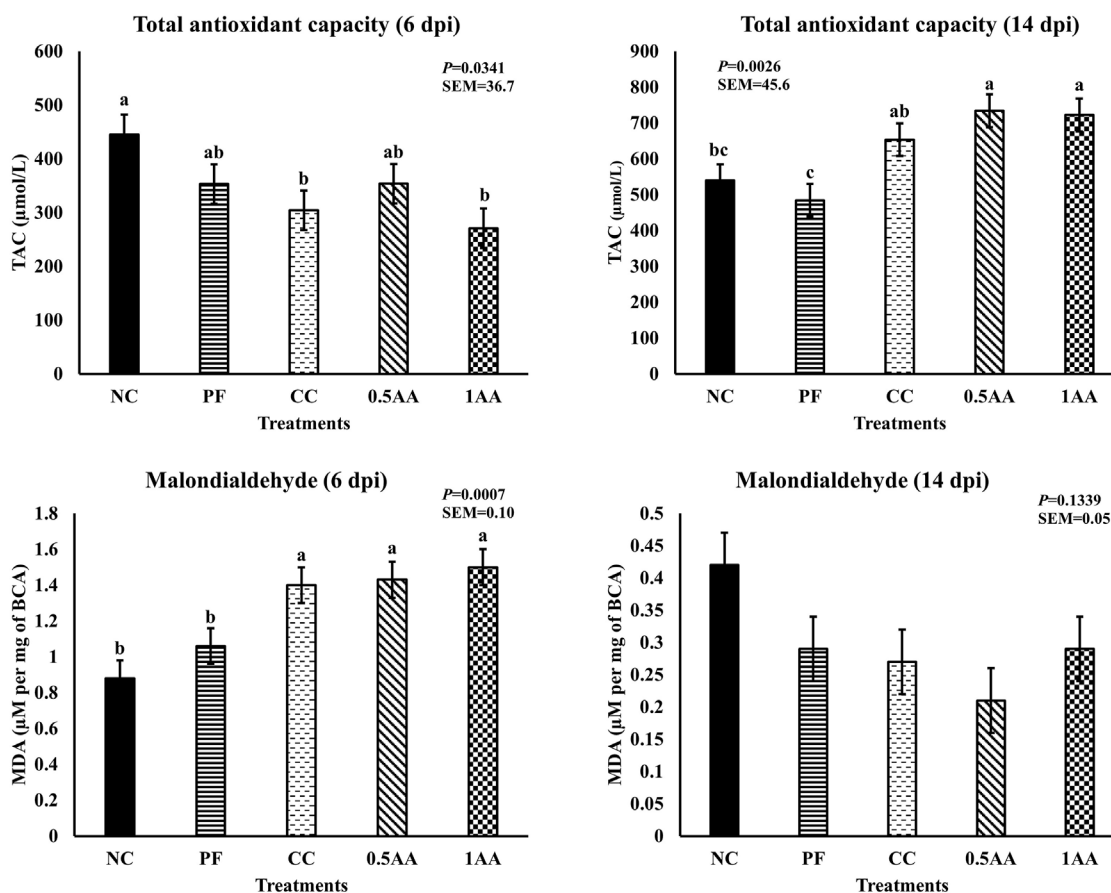 Total antioxidant capacity (6 dpi)
P=0.0341
SEM=36.7
TAC (µmol/L)
600
500
400
300
200
100
0
a
ab
b
ab
b
NC PF CC 0.5AA 1AA
Treatments
Total antioxidant capacity (14 dpi)
P=0.0026
SEM=45.6
TAC (µmol/L)
900
800
700
600
500
400
300
200
100
0
bc
c
ab
a
a
NC PF CC 0.5AA 1AA
Treatments
Malondialdehyde (6 dpi)
P=0.0007
SEM=0.10
MDA (µM per mg of BCA)
1.8
1.6
1.4
1.2
1
0.8
0.6
0.4
0.2
0
b
b
a
a
a
NC PF CC 0.5AA 1AA
Treatments
Malondialdehyde (14 dpi)
P=0.1339
SEM=0.05
MDA (µM per mg of BCA)
0.5
0.45
0.4
0.35
0.3
0.25
0.2
0.15
0.1
0.05
0
NC PF CC 0.5AA 1AA
Treatments